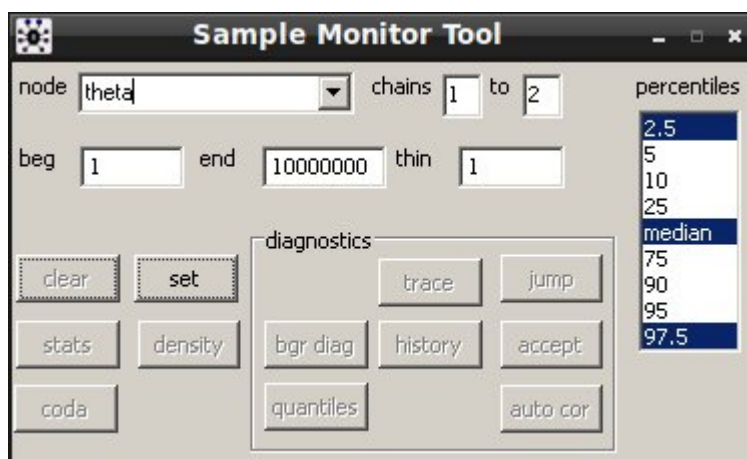 Sample Monitor Tool
node theta chains 1 to 2 percentiles
beg 1 end 10000000 thin 1
2.5
5
10
25
median
75
90
95
97.5
diagnostics
clear set trace jump
stats density bgr diag history accept
coda quantiles auto cor